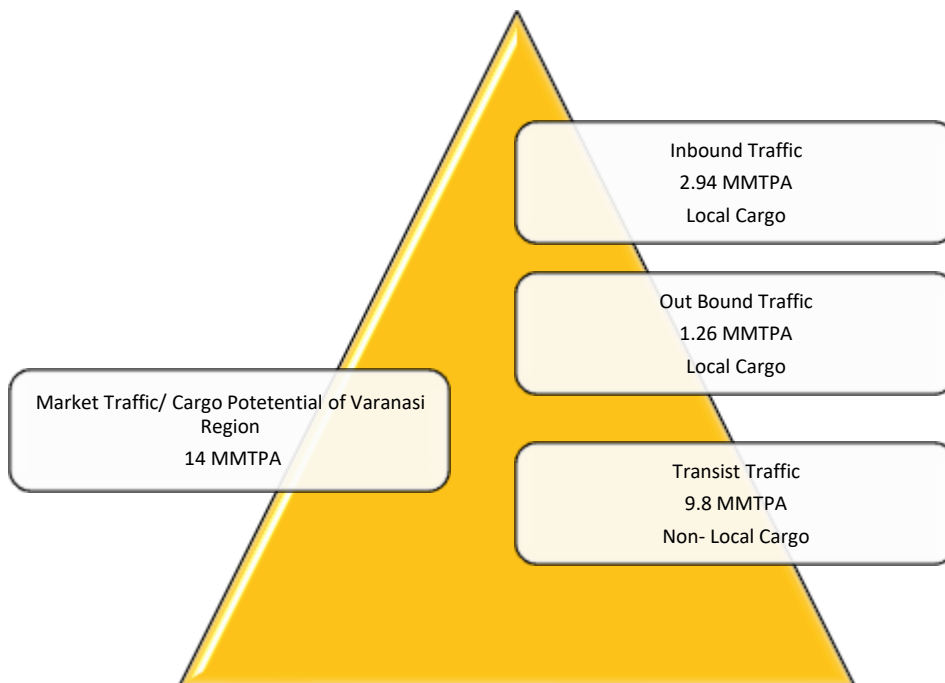 Inbound Traffic
2.94 MMTPA
Local Cargo
Out Bound Traffic
1.26 MMTPA
Local Cargo
Market Traffic/ Cargo Potetential of Varanasi
Region
14 MMTPA
Transist Traffic
9.8 MMTPA
Non- Local Cargo